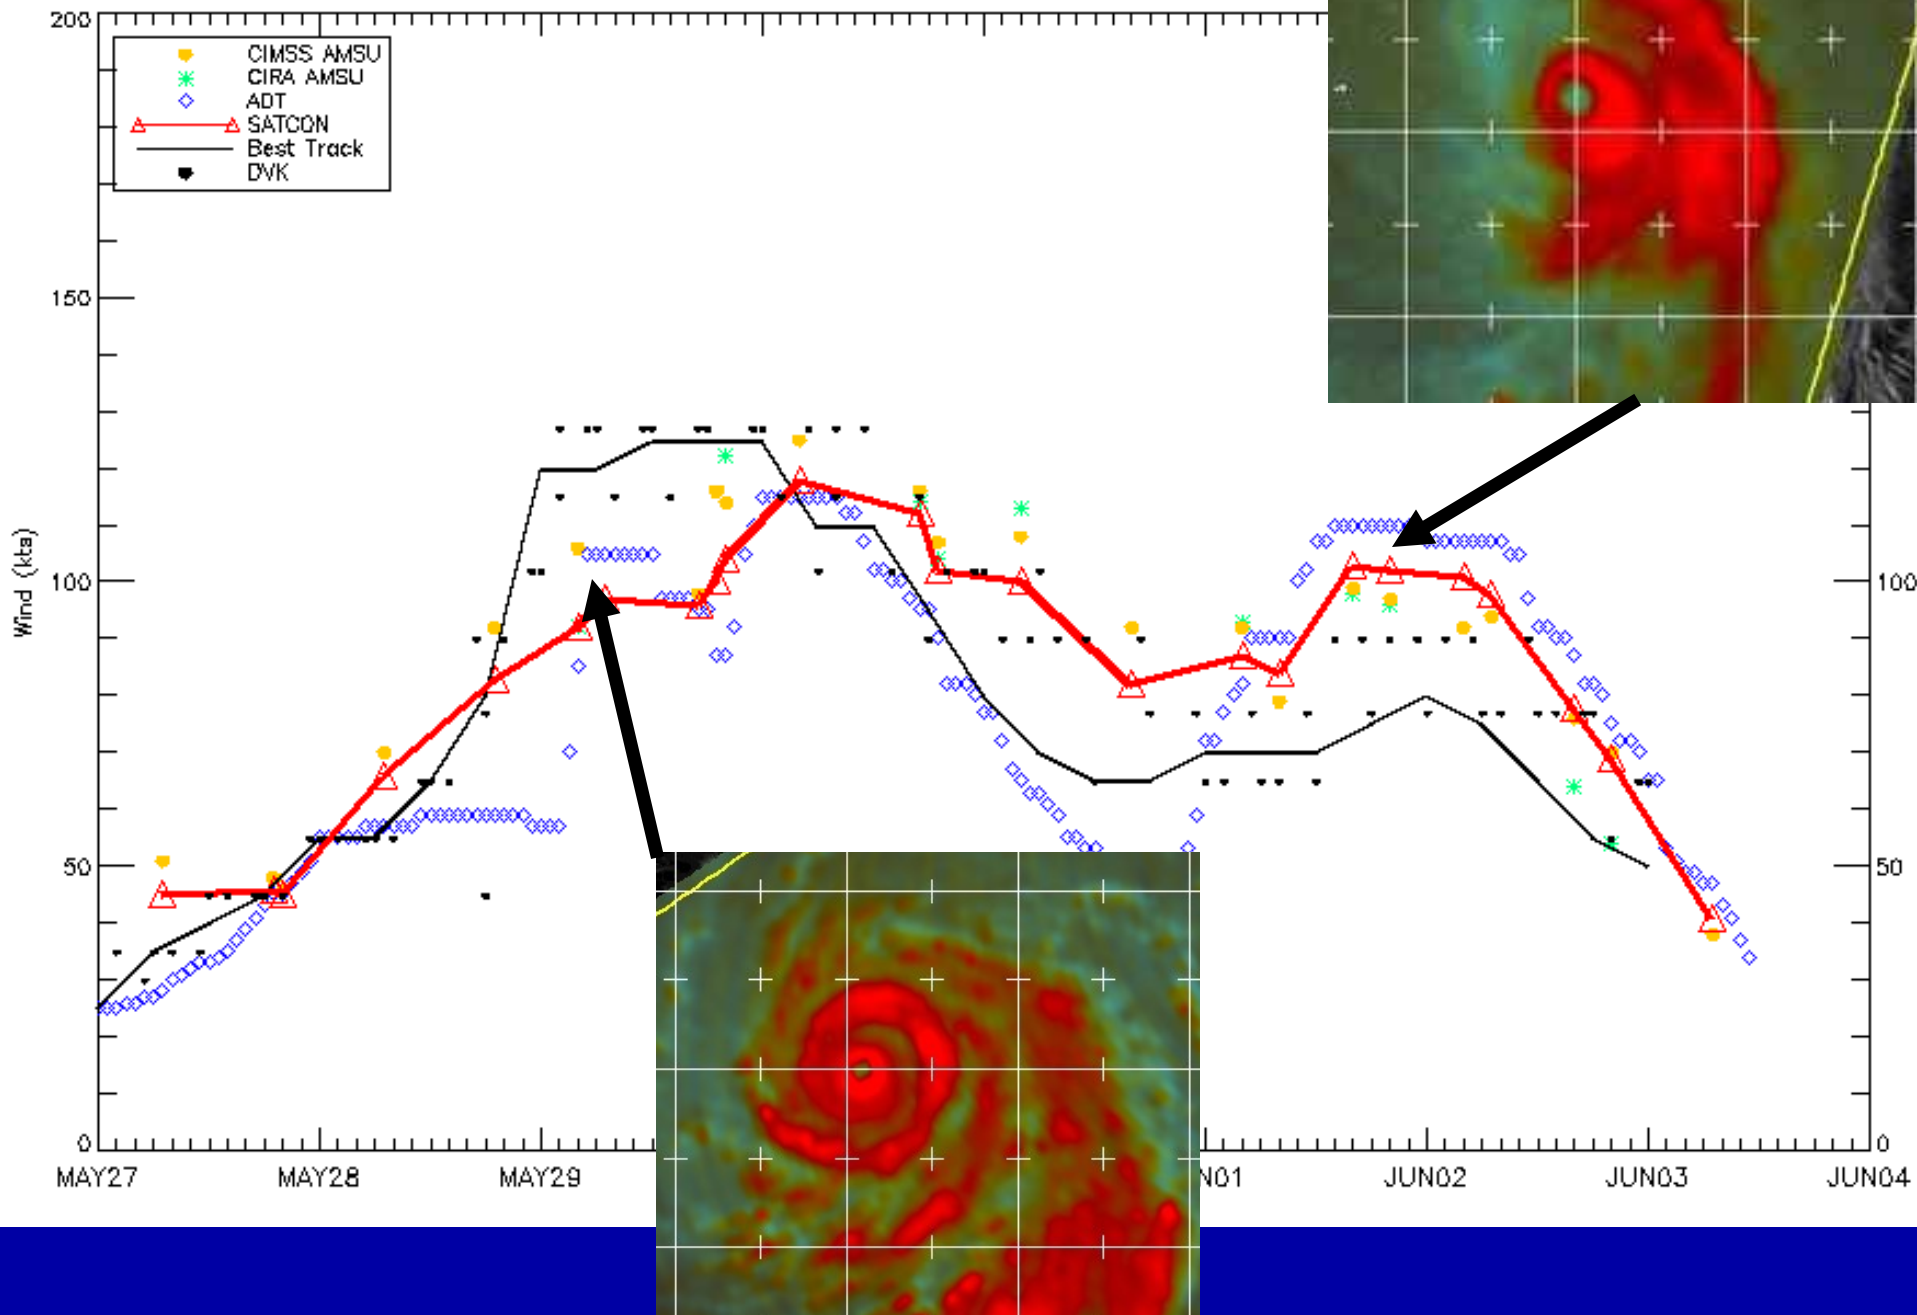 200
CIMSS AMSU
CIRA AMSU
ADT
SATCON
Best Track
DVK
150
Wind (kts)
100
100
50
50
0
0
MAY27
MAY28
MAY29
N01
JUN02
JUN03
JUN04